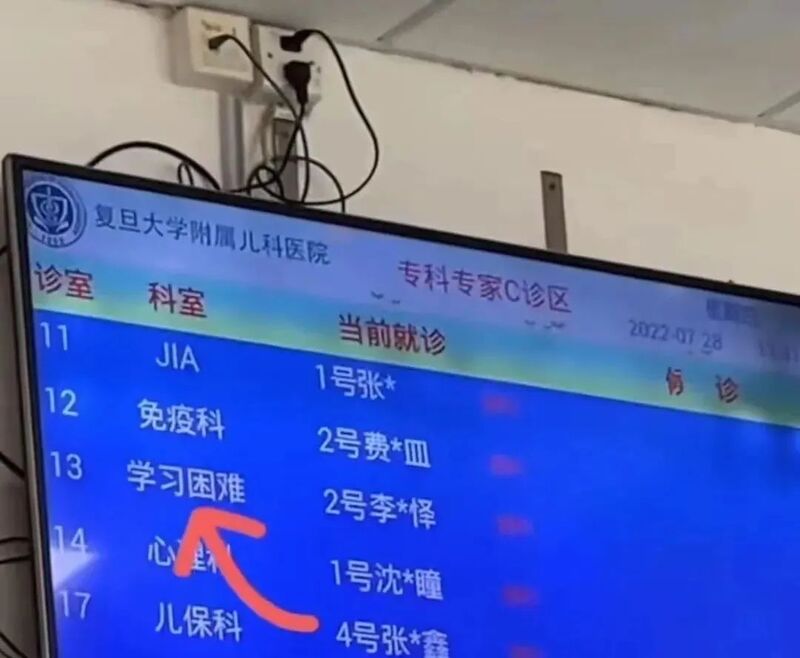 复旦大学附属儿科医院 专科专家C诊区
2022-07-28
诊室 科室 当前就诊 候 诊
11 JIA 1号张*
12 免疫科 2号费*皿
13 学习困难 2号李*怿
14 心理科 1号沈*瞳
17 儿保科 4号张*鑫